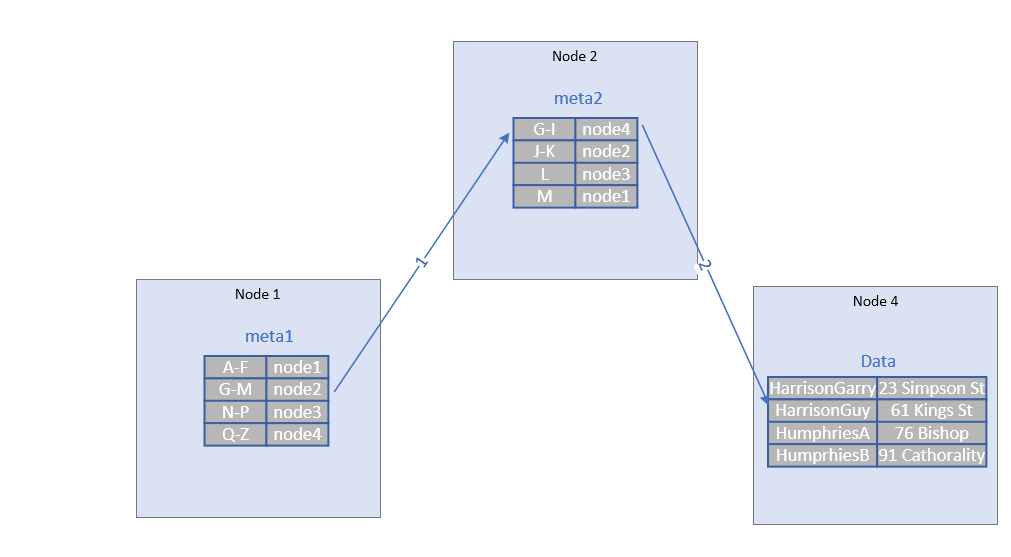 Node 2
meta2
G-I node4
J-K node2
L node3
M node1
1
2
Node 1
meta1
A-F node1
G-M node2
N-P node3
Q-Z node4
Node 4
Data
HarrisonGarry 23 Simpson St
HarrisonGuy 61 Kings St
HumphriesA 76 Bishop
HumprhiesB 91 Cathorality